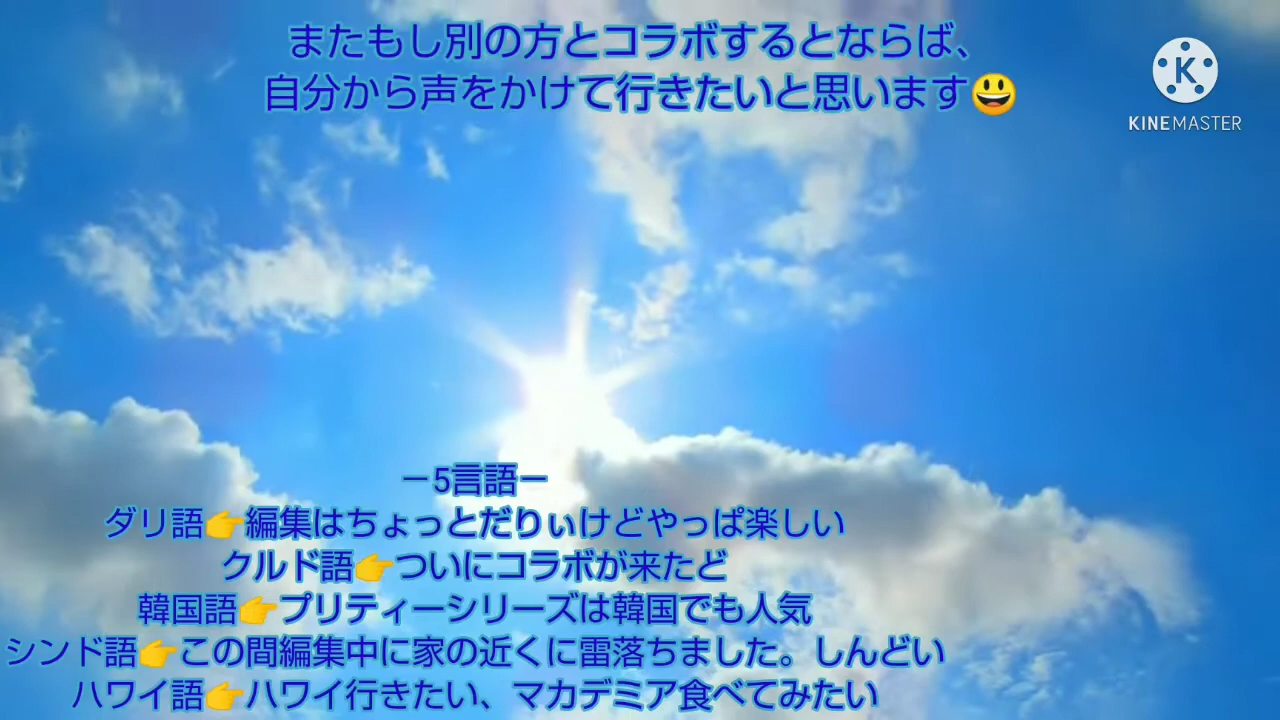 またもし別の方とコラボするとならば、
自分から声をかけて行きたいと思います😃
KINEMASTER
－5言語－
ダリ語👉編集はちょっとだりぃけどやっぱ楽しい
クルド語👉ついにコラボが来たど
韓国語👉プリティーシリーズは韓国でも人気
シンド語👉この間編集中に家の近くに雷落ちました。しんどい
ハワイ語👉ハワイ行きたい、マカデミア食べてみたい